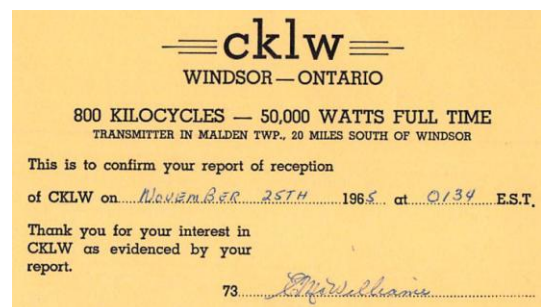 cklw
WINDSOR — ONTARIO
800 KILOCYCLES — 50,000 WATTS FULL TIME
TRANSMITTER IN MALDEN TWP., 20 MILES SOUTH OF WINDSOR
This is to confirm your report of reception
of CKLW on November 25TH 1965 at 0134 E.S.T.
Thank you for your interest in
CKLW as evidenced by your
report.
73 McWilliams